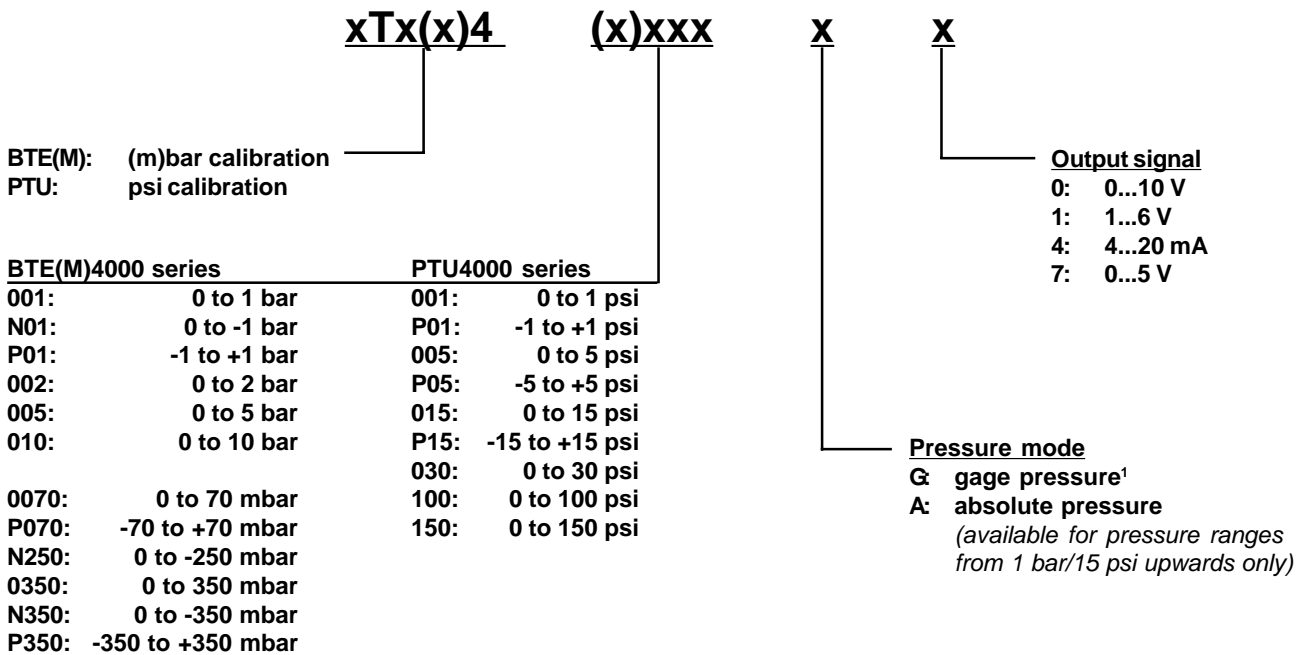 xTx(x)4 (x)xxx x x
BTE(M): (m)bar calibration
PTU: psi calibration
Output signal
0: 0...10 V
1: 1...6 V
4: 4...20 mA
7: 0...5 V
BTE(M)4000 series
001: 0 to 1 bar
N01: 0 to -1 bar
P01: -1 to +1 bar
002: 0 to 2 bar
005: 0 to 5 bar
010: 0 to 10 bar
0070: 0 to 70 mbar
P070: -70 to +70 mbar
N250: 0 to -250 mbar
0350: 0 to 350 mbar
N350: 0 to -350 mbar
P350: -350 to +350 mbar
PTU4000 series
001: 0 to 1 psi
P01: -1 to +1 psi
005: 0 to 5 psi
P05: -5 to +5 psi
015: 0 to 15 psi
P15: -15 to +15 psi
030: 0 to 30 psi
100: 0 to 100 psi
150: 0 to 150 psi
Pressure mode
G: gage pressure¹
A: absolute pressure
(available for pressure ranges
from 1 bar/15 psi upwards only)